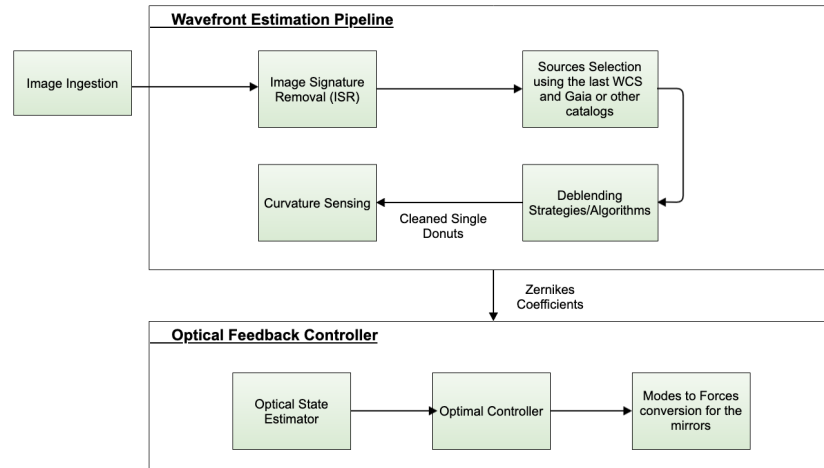 Wavefront Estimation Pipeline
Image Ingestion
Image Signature
Removal (ISR)
Sources Selection
using the last WCS
and Gaia or other
catalogs
Deblending
Strategies/Algorithms
Cleaned Single
Donuts
Curvature Sensing
Zernikes
Coefficients
Optical Feedback Controller
Optical State
Estimator
Optimal Controller
Modes to Forces
conversion for the
mirrors